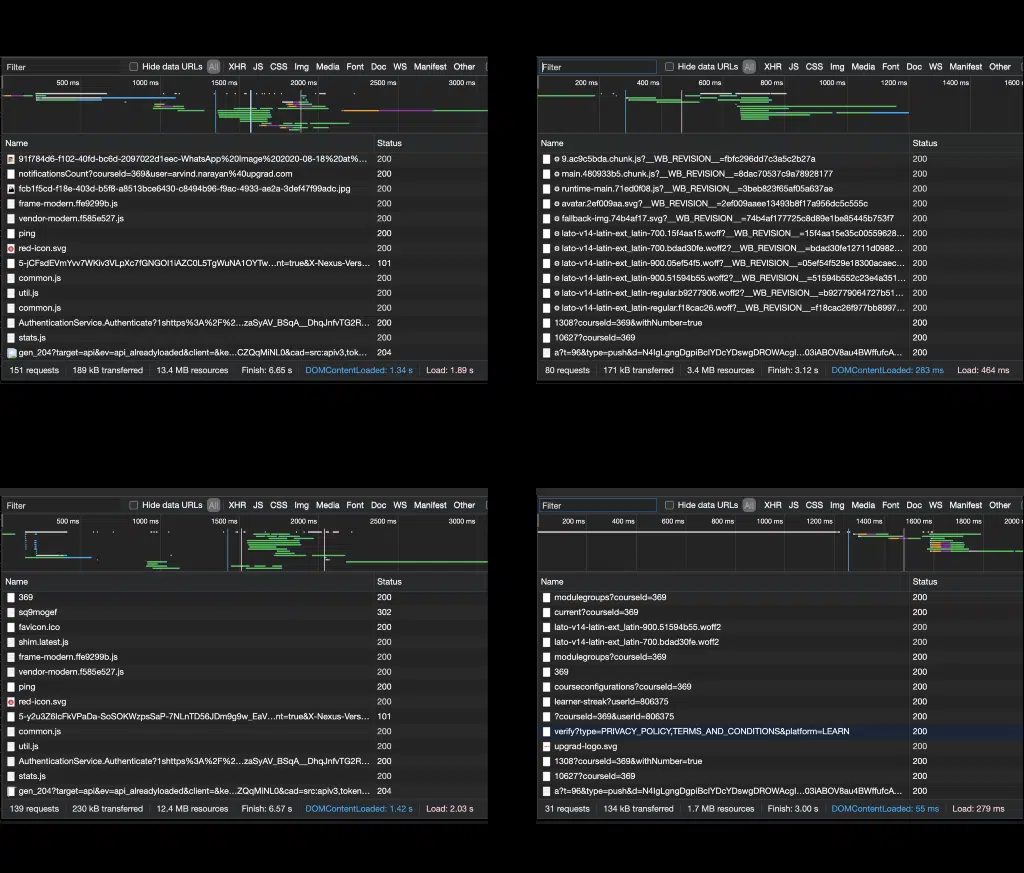 Filter Hide data URLs All XHR JS CSS Img Media Font Doc WS Manifest Other
500 ms 1000 ms 1500 ms 2000 ms 2500 ms 3000 ms
Name Status
91f784d6-f102-40fd-bc6d-2097022d1eec-WhatsApp%20Image%202020-08-18%20at%... 200
notificationsCount?courseId=369&user=arvind.narayan%40upgrad.com 200
fcb1f5cd-f18e-403d-b5f8-a8513bce6430-c8494b96-f9ac-4933-ae2a-3def47f99adc.jpg 200
frame-modern.ffe9299b.js 200
vendor-modern.f585e527.js 200
ping 200
red-icon.svg 200
5-jCFsdEVmYvv7WKiv3VLpXc7fGNGOl1iAZC0L5TgWuNA1OYTw...nt=true&X-Nexus-Vers... 101
common.js 200
util.js 200
common.js 200
AuthenticationService.Authenticate?1shttps%3A%2F%2...zaSyAV_BSqA__DhqJnfvTG2R... 200
stats.js 200
gen_204?target=api&ev=api_alreadyloaded&client=&ke...CZQqMiNL0&cad=src:apiv3,tok... 204
151 requests 189 kB transferred 13.4 MB resources Finish: 6.65 s DOMContentLoaded: 1.34 s Load: 1.89 s
Filter Hide data URLs All XHR JS CSS Img Media Font Doc WS Manifest Other
200 ms 400 ms 600 ms 800 ms 1000 ms 1200 ms 1400 ms 1600
Name Status
9.ac9c5bda.chunk.js?__WB_REVISION__=fbfc296dd7c3a5c2b27a 200
main.480933b5.chunk.js?__WB_REVISION__=8dac70537c9a78928177 200
runtime-main.71ed0f08.js?__WB_REVISION__=3beb823f65af05a637ae 200
avatar.2ef009aa.svg?__WB_REVISION__=2ef009aaee13493b8f17a956dc5c555c 200
fallback-img.74b4af17.svg?__WB_REVISION__=74b4af177725c8d89e1be85445b753f7 200
lato-v14-latin-ext_latin-700.15f4aa15.woff?__WB_REVISION__=15f4aa15e35c00559628... 200
lato-v14-latin-ext_latin-700.bdad30fe.woff2?__WB_REVISION__=bdad30fe12711d0982... 200
lato-v14-latin-ext_latin-900.05ef54f5.woff?__WB_REVISION__=05ef54f529e18300acaec... 200
lato-v14-latin-ext_latin-900.51594b55.woff2?__WB_REVISION__=51594b552c23e4a351... 200
lato-v14-latin-ext_latin-regular.b9277906.woff2?__WB_REVISION__=b92779064727b51... 200
lato-v14-latin-ext_latin-regular.f18cac26.woff?__WB_REVISION__=f18cac26f977bb8997... 200
1308?courseId=369&withNumber=true 200
10627?courseId=369 200
a?t=96&type=push&d=N4IgLgngDgpiBcIYDcYDswgDROWAcgI...03iABOV8au4BWffufcA... 200
80 requests 171 kB transferred 3.4 MB resources Finish: 3.12 s DOMContentLoaded: 283 ms Load: 464 ms
Filter Hide data URLs All XHR JS CSS Img Media Font Doc WS Manifest Other
500 ms 1000 ms 1500 ms 2000 ms 2500 ms 3000 ms
Name Status
369 200
sq9mogef 302
favicon.ico 200
shim.latest.js 200
frame-modern.ffe9299b.js 200
vendor-modern.f585e527.js 200
ping 200
red-icon.svg 200
5-y2u3Z6IcFkVPaDa-SoSOKWzpsSaP-7NLnTD56JDm9g9w_EaV...nt=true&X-Nexus-Vers... 101
common.js 200
util.js 200
AuthenticationService.Authenticate?1shttps%3A%2F%2...zaSyAV_BSqA__DhqJnfvTG2R... 200
stats.js 200
gen_204?target=api&ev=api_alreadyloaded&client=&ke...ZQqMiNL0&cad=src:apiv3,token... 204
139 requests 230 kB transferred 12.4 MB resources Finish: 6.57 s DOMContentLoaded: 1.42 s Load: 2.03 s
Filter Hide data URLs All XHR JS CSS Img Media Font Doc WS Manifest Other
200 ms 400 ms 600 ms 800 ms 1000 ms 1200 ms 1400 ms 1600 ms 1800 ms 2000
Name Status
modulegroups?courseId=369 200
current?courseId=369 200
lato-v14-latin-ext_latin-900.51594b55.woff2 200
lato-v14-latin-ext_latin-700.bdad30fe.woff2 200
modulegroups?courseId=369 200
369 200
courseconfigurations?courseId=369 200
learner-streak?userId=806375 200
?courseId=369&userId=806375 200
verify?type=PRIVACY_POLICY,TERMS_AND_CONDITIONS&platform=LEARN 200
upgrad-logo.svg 200
1308?courseId=369&withNumber=true 200
10627?courseId=369 200
a?t=96&type=push&d=N4IgLgngDgpiBcIYDcYDswgDROWAcgI...03iABOV8au4BWffufcA... 200
31 requests 134 kB transferred 1.7 MB resources Finish: 3.00 s DOMContentLoaded: 55 ms Load: 279 ms